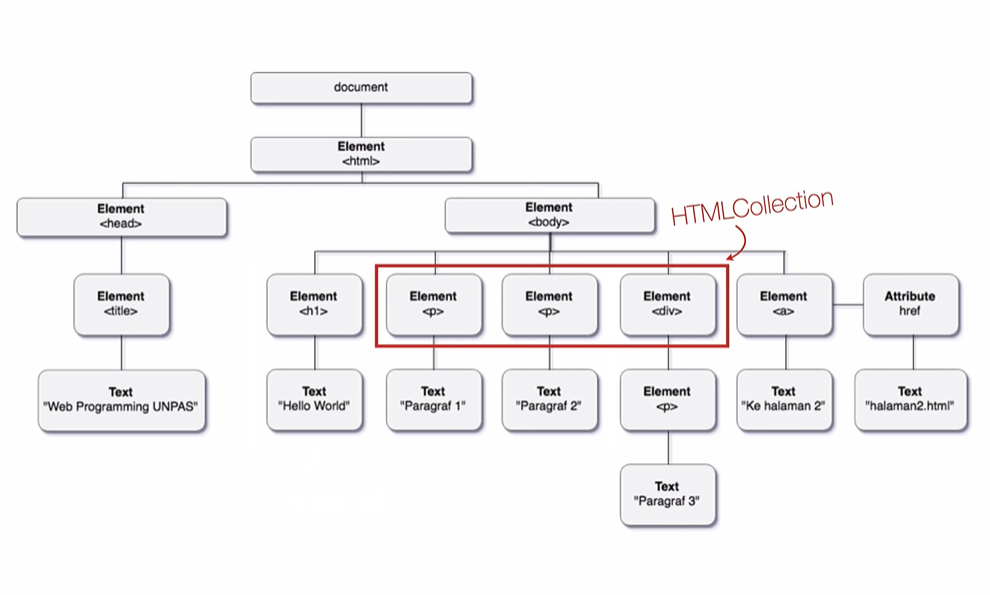 document
Element
<html>
Element
<head>
Element
<body>
HTMLCollection
Element
<title>
Element
<h1>
Element
<p>
Element
<p>
Element
<div>
Element
<a>
Attribute
href
Text
"Web Programming UNPAS"
Text
"Hello World"
Text
"Paragraf 1"
Text
"Paragraf 2"
Element
<p>
Text
"Ke halaman 2"
Text
"halaman2.html"
Text
"Paragraf 3"